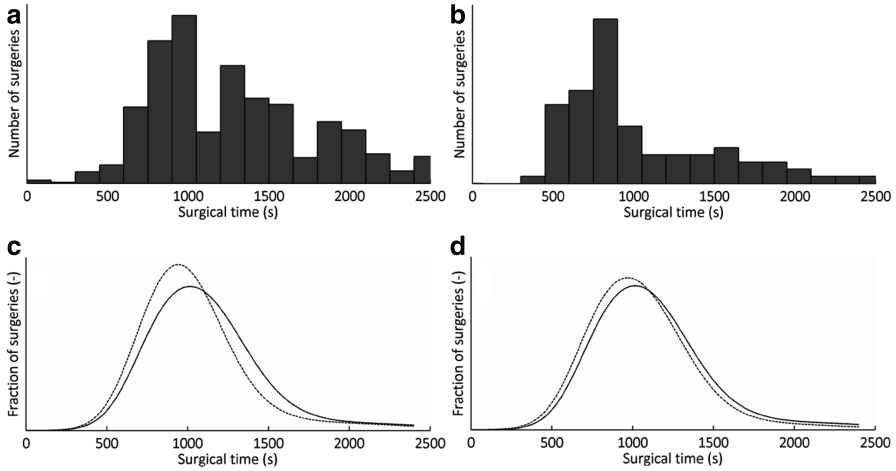 a
Number of surgeries
0 500 1000 1500 2000 2500
Surgical time (s)
b
Number of surgeries
0 500 1000 1500 2000 2500
Surgical time (s)
c
Fraction of surgeries (-)
0 500 1000 1500 2000 2500
Surgical time (s)
d
Fraction of surgeries (-)
0 500 1000 1500 2000 2500
Surgical time (s)